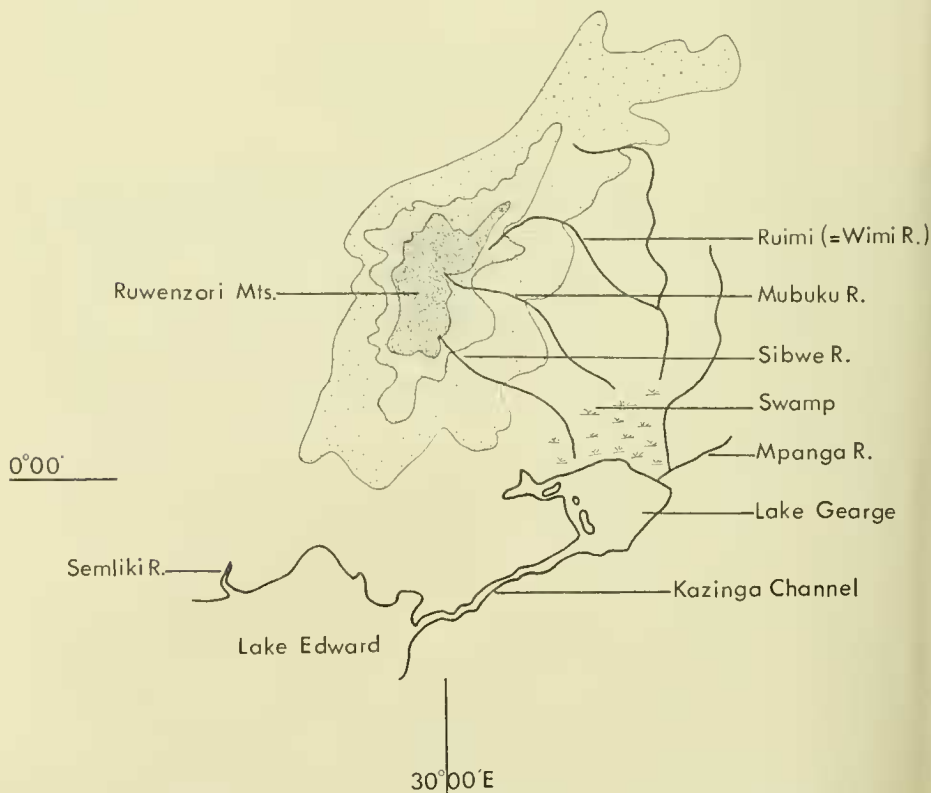 Ruimi (=Wimi R.)
Ruwenzori Mts.
Mubuku R.
Sibwe R.
Swamp
0°00'
Mpanga R.
Lake Gearge
Semliki R.
Kazinga Channel
Lake Edward
30°00'E